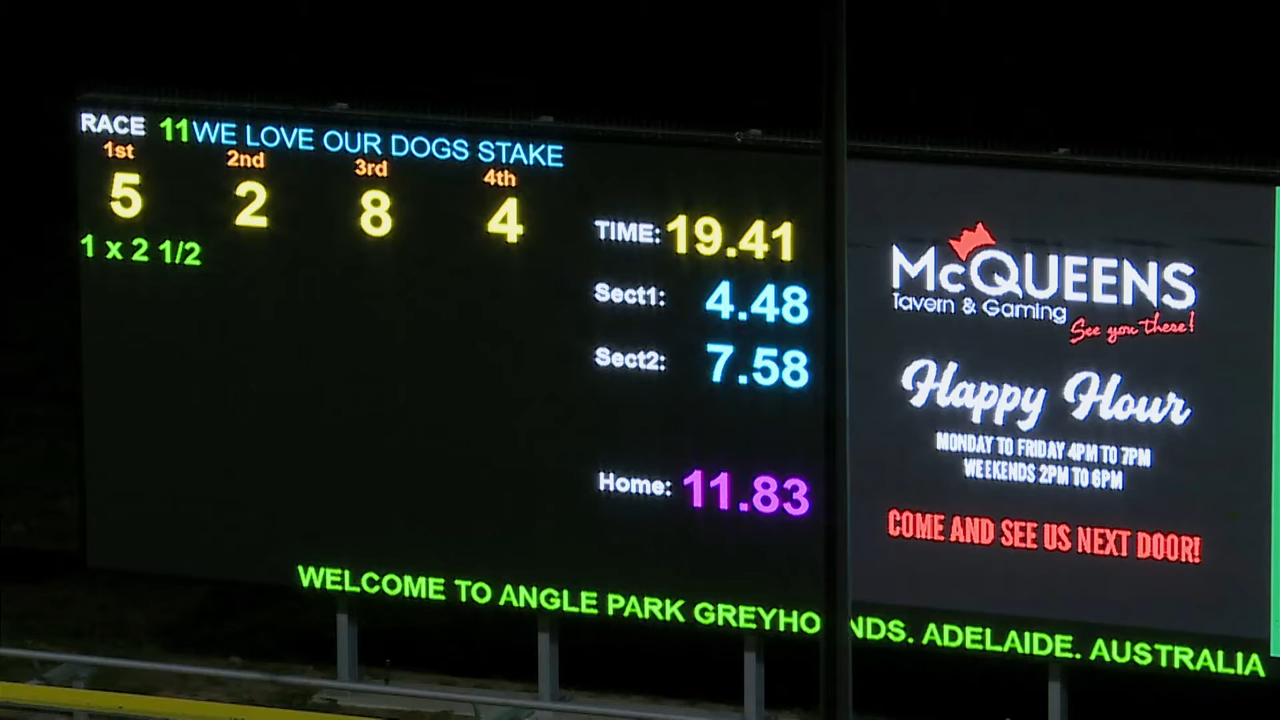 RACE 11 WE LOVE OUR DOGS STAKE
1st 2nd 3rd 4th
5 2 8 4
1 x 2 1/2
TIME: 19.41
Sect1: 4.48
Sect2: 7.58
Home: 11.83
McQUEENS
Tavern & Gaming
See you there!
Happy Hour
MONDAY TO FRIDAY 4PM TO 7PM
WEEKENDS 2PM TO 6PM
COME AND SEE US NEXT DOOR!
WELCOME TO ANGLE PARK GREYHOUNDS. ADELAIDE. AUSTRALIA